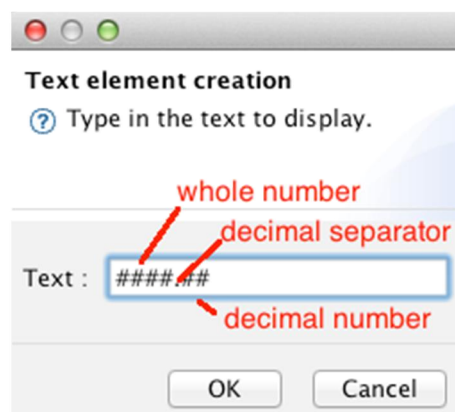 Text element creation
? Type in the text to display.
whole number
decimal separator
Text : ####.##
decimal number
OK Cancel